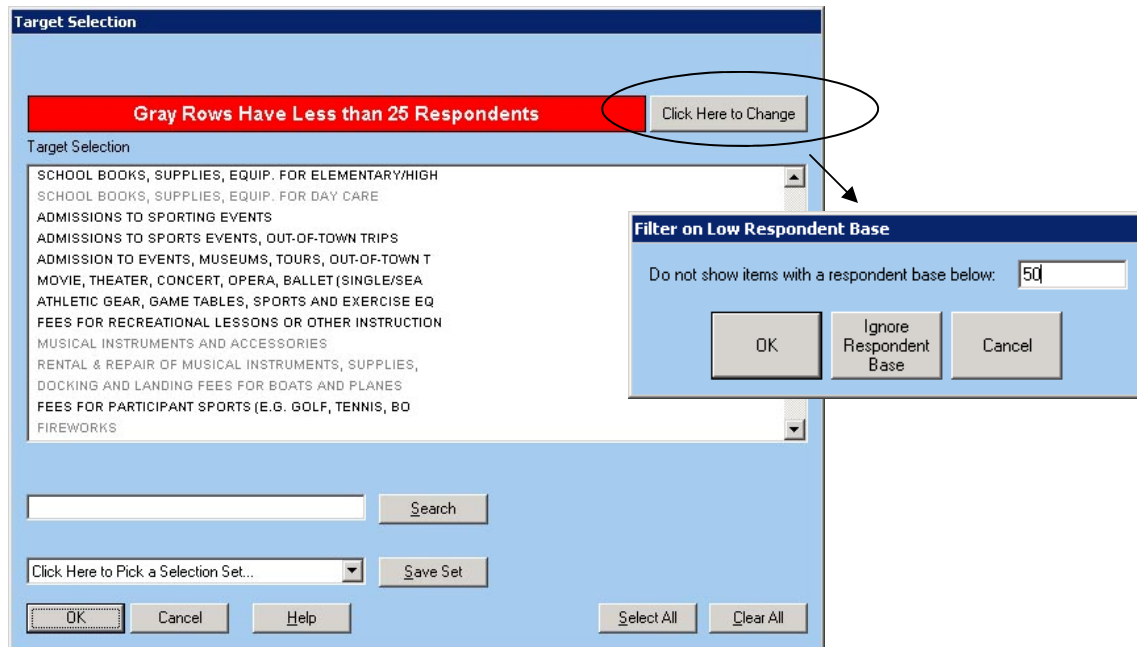 Target Selection
Gray Rows Have Less than 25 Respondents
Click Here to Change
Target Selection
SCHOOL BOOKS, SUPPLIES, EQUIP. FOR ELEMENTARY/HIGH
SCHOOL BOOKS, SUPPLIES, EQUIP. FOR DAY CARE
ADMISSIONS TO SPORTING EVENTS
ADMISSIONS TO SPORTS EVENTS, OUT-OF-TOWN TRIPS
ADMISSION TO EVENTS, MUSEUMS, TOURS, OUT-OF-TOWN T
MOVIE, THEATER, CONCERT, OPERA, BALLET (SINGLE/SEA
ATHLETIC GEAR, GAME TABLES, SPORTS AND EXERCISE EQ
FEES FOR RECREATIONAL LESSONS OR OTHER INSTRUCTION
MUSICAL INSTRUMENTS AND ACCESSORIES
RENTAL & REPAIR OF MUSICAL INSTRUMENTS, SUPPLIES,
DOCKING AND LANDING FEES FOR BOATS AND PLANES
FEES FOR PARTICIPANT SPORTS (E.G. GOLF, TENNIS, BO
FIREWORKS
Search
Click Here to Pick a Selection Set...
Save Set
OK
Cancel
Help
Select All
Clear All
Filter on Low Respondent Base
Do not show items with a respondent base below:
50
OK
Ignore
Respondent
Base
Cancel